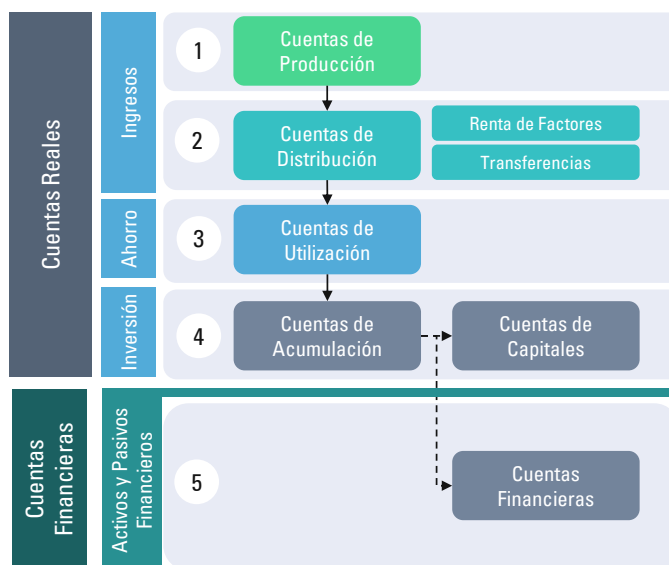 Cuentas Reales
Ingresos
1
Cuentas de
Producción
2
Cuentas de
Distribución
Renta de Factores
Transferencias
Ahorro
3
Cuentas de
Utilización
Inversión
4
Cuentas de
Acumulación
Cuentas de
Capitales
Cuentas
Financieras
Activos y Pasivos
Financieros
5
Cuentas
Financieras